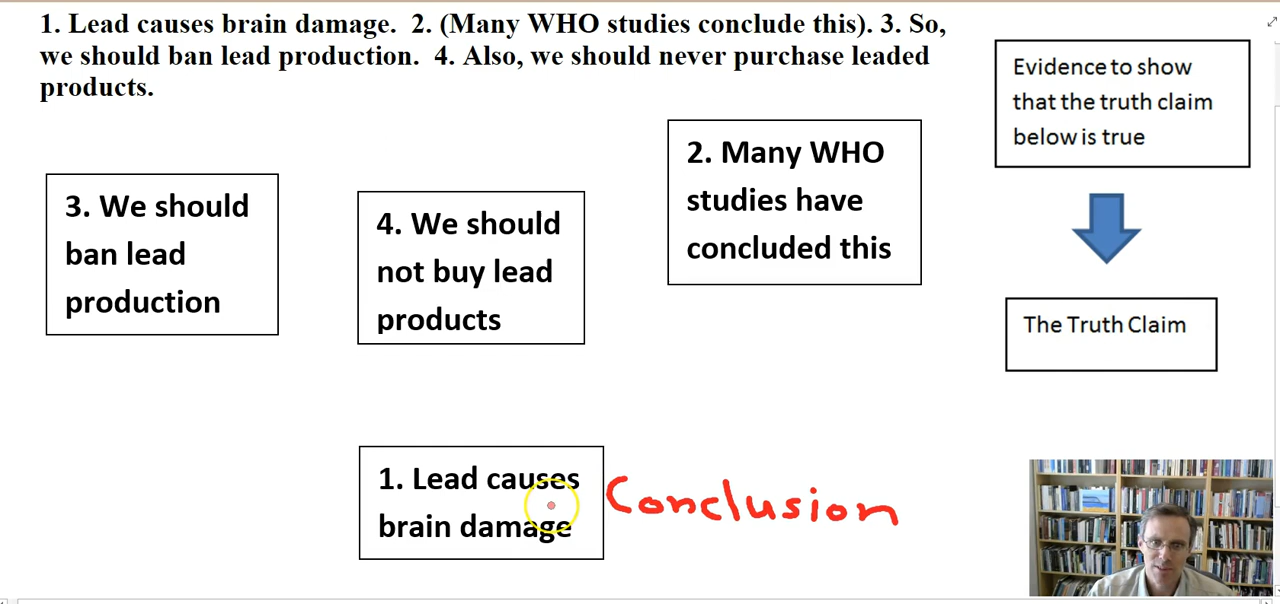 1. Lead causes brain damage.  2. (Many WHO studies conclude this). 3. So,
we should ban lead production.  4. Also, we should never purchase leaded
products.
Evidence to show
that the truth claim
below is true
2. Many WHO
studies have
concluded this
3. We should
ban lead
production
4. We should
not buy lead
products
The Truth Claim
1. Lead causes
brain damage
Conclusion